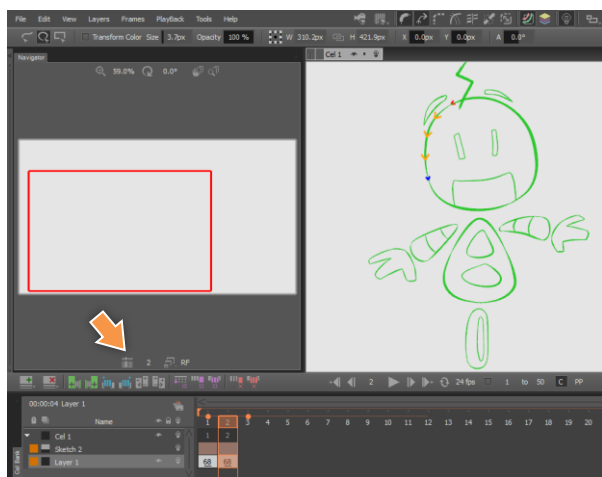 File Edit View Layers Frames PlayBack Tools Help
Transform Color Size 3.7px Opacity 100 % W 310.2px H 421.9px X 0.0px Y 0.0px A 0.0°
Navigator
Cel 1
59.0% 0.0°
2 RF
2 24 fps 1 to 50 C PP
00:00:04 Layer 1
Name
1 2 3 4 5 6 7 8 9 10 11 12 13 14 15 16 17 18 19 20
Cel 1 1 2
Sketch 2
Layer 1 68 68
Cel Bank